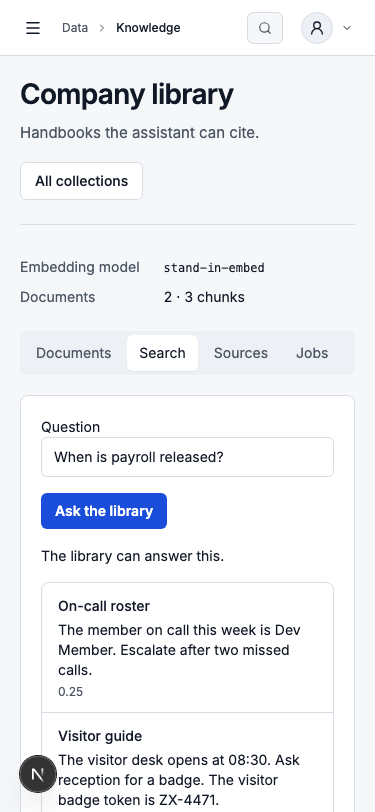 Data > Knowledge
Company library
Handbooks the assistant can cite.
All collections
Embedding model stand-in-embed
Documents 2 · 3 chunks
Documents Search Sources Jobs
Question
When is payroll released?
Ask the library
The library can answer this.
On-call roster
The member on call this week is Dev
Member. Escalate after two missed
calls.
0.25
Visitor guide
The visitor desk opens at 08:30. Ask
reception for a badge. The visitor
badge token is ZX-4471.
N